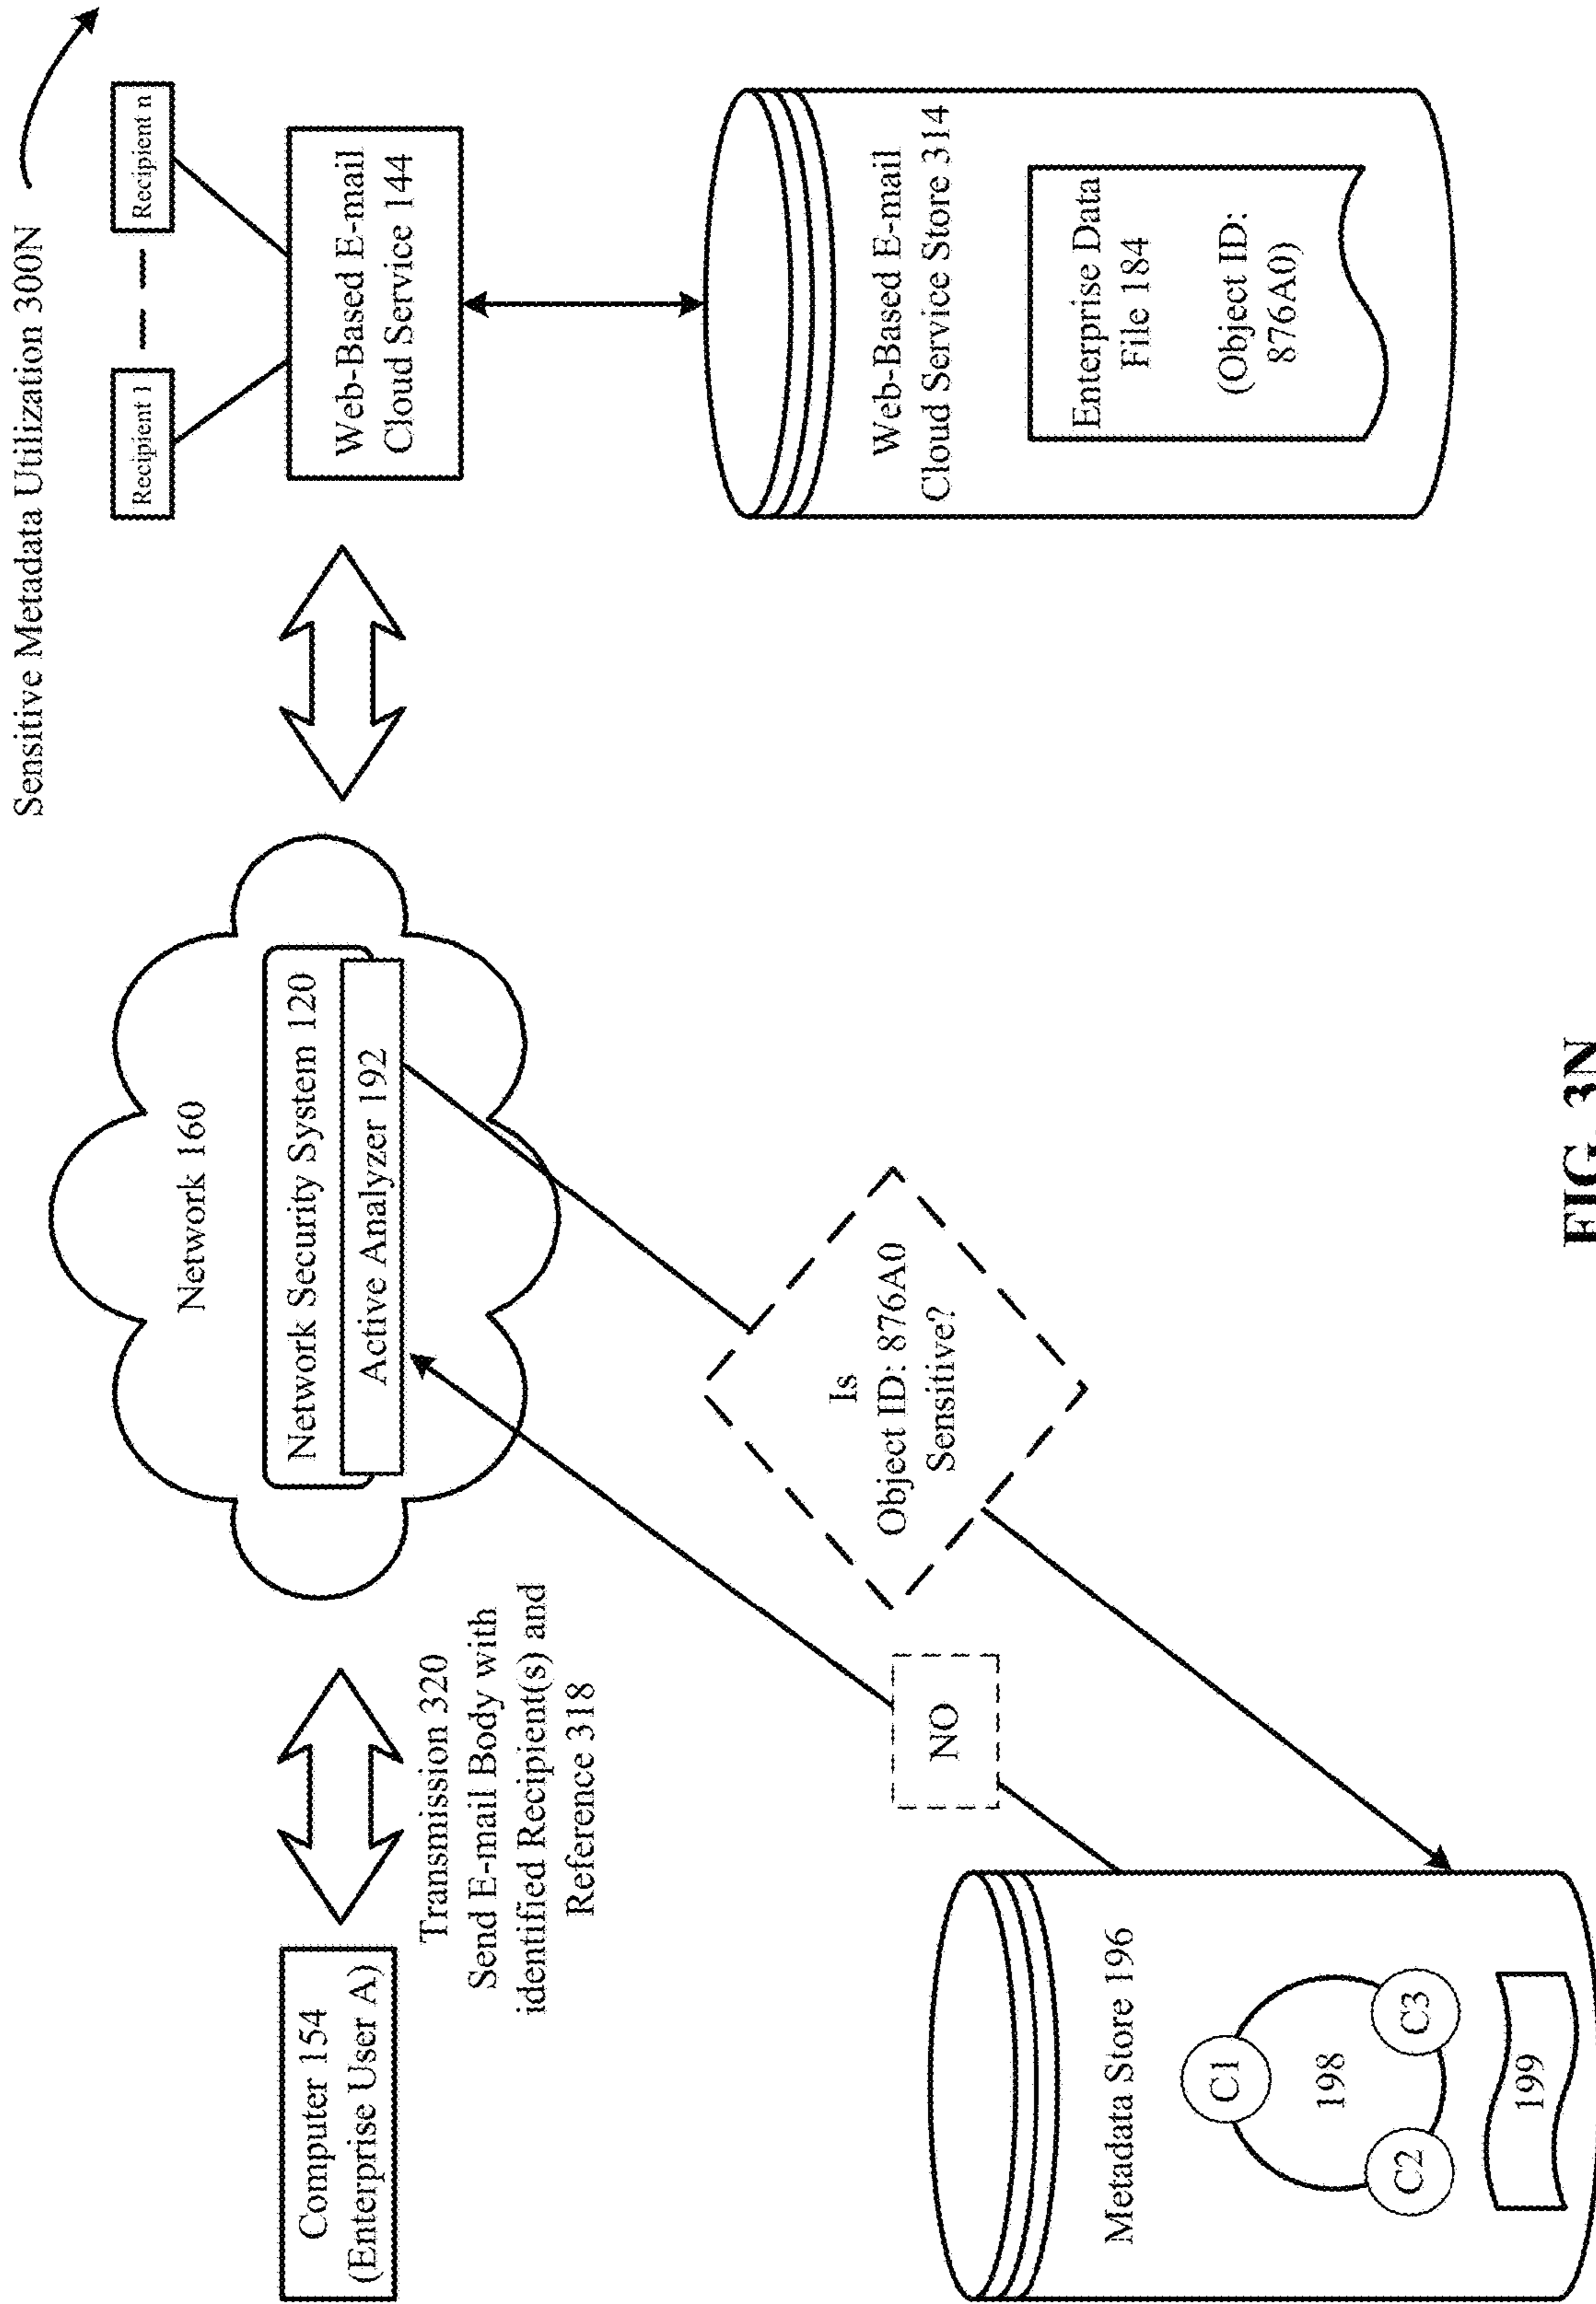 Sensitive Metadata Utilization 300N
Recipient 1
Recipient n
Computer 154
(Enterprise User A)
Transmission 320
Send E-mail Body with
identified Recipient(s) and
Reference 318
Network 160
Network Security System 120
Active Analyzer 192
Web-Based E-mail
Cloud Service 144
Is
Object ID: 876A0
Sensitive?
NO
Metadata Store 196
C1
198
C2
C3
199
Web-Based E-mail
Cloud Service Store 314
Enterprise Data
File 184
(Object ID:
876A0)
FIG. 3N